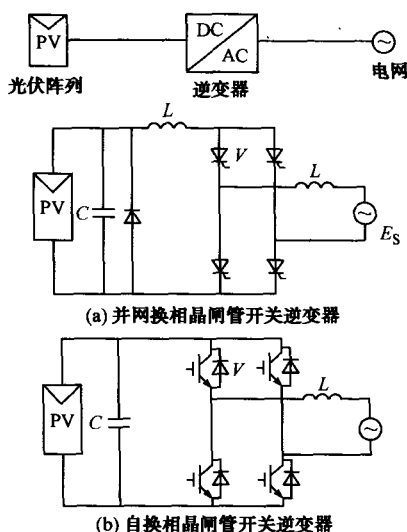 PV
DC
AC
光伏阵列
逆变器
电网
L
V
L
PV
C
E_S
(a) 并网换相晶闸管开关逆变器
V
L
PV
C
(b) 自换相晶闸管开关逆变器